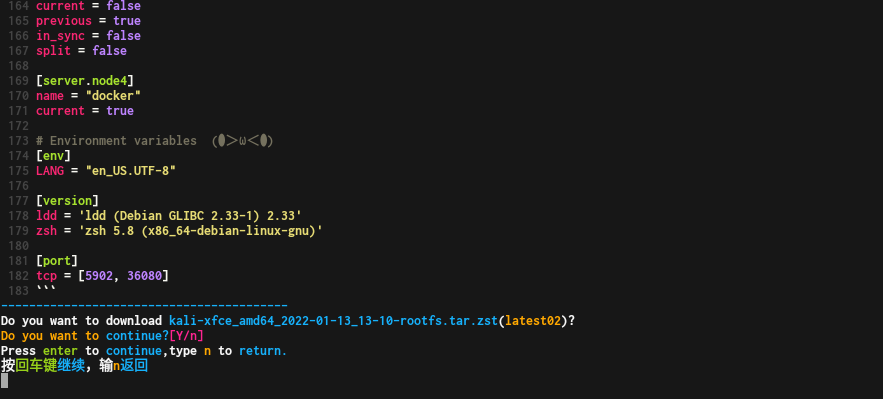 164 current = false
165 previous = true
166 in_sync = false
167 split = false
168
169 [server.node4]
170 name = "docker"
171 current = true
172
173 # Environment variables (⬮＞ω＜⬮)
174 [env]
175 LANG = "en_US.UTF-8"
176
177 [version]
178 ldd = 'ldd (Debian GLIBC 2.33-1) 2.33'
179 zsh = 'zsh 5.8 (x86_64-debian-linux-gnu)'
180
181 [port]
182 tcp = [5902, 36080]
183 ```
-----------------------------------------
Do you want to download kali-xfce_amd64_2022-01-13_13-10-rootfs.tar.zst(latest02)?
Do you want to continue?[Y/n]
Press enter to continue,type n to return.
按回车键继续，输n返回